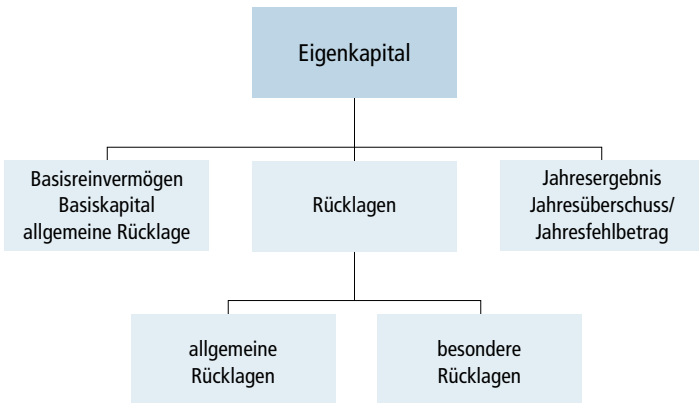 Eigenkapital
Basisreinvermögen
Basiskapital
allgemeine Rücklage
Rücklagen
Jahresergebnis
Jahresüberschuss/
Jahresfehlbetrag
allgemeine
Rücklagen
besondere
Rücklagen